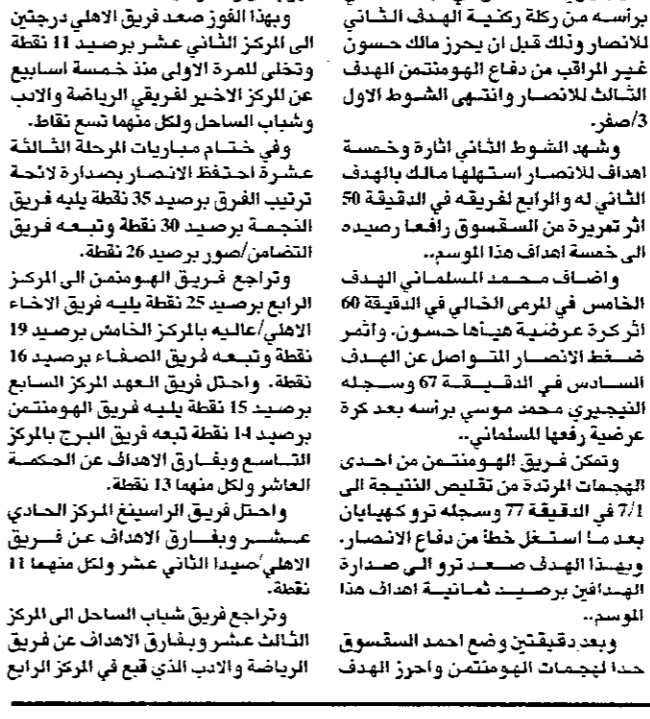 برأسه من ركلة ركنية الهدف الثاني
للانصار وذلك قبل ان يحرز مالك حسون
غير المراقب من دفاع الهومنتمن الهدف
الثالث للانصار وانتهى الشوط الاول
3/صفر.
وشهد الشوط الثاني اثارة وخمسة
اهداف للانصار استهلها مالك بالهدف
الثاني له والرابع لفريقه في الدقيقة 50
اثر تمريرة من السقسوق رافعا رصيده
الى خمسة اهداف هذا الموسم..
واضاف محمد المسلماني الهدف
الخامس في المرمى الخالي في الدقيقة 60
اثر كرة عرضية هيأها حسون. واثمر
ضغط الانصار المتواصل عن الهدف
السادس في الدقيقة 67 وسجله
النيجيري محمد موسي برأسه بعد كرة
عرضية رفعها المسلماني..
وتمكن فريق الهومنتمن من احدى
الهجمات المرتدة من تقليص النتيجة الى
7/1 في الدقيقة 77 وسجله ترو كهيايان
بعد ما استغل خطأ من دفاع الانصار.
وبهذا الهدف صعد ترو الى صدارة
الهدافين برصيد ثمانية اهداف هذا
الموسم..
وبعد دقيقتين وضع احمد السقسوق
حدا لهجمات الهومنتمن واحرز الهدف
وبهذا الفوز صعد فريق الاهلي درجتين
الى المركز الثاني عشر برصيد 11 نقطة
وتخلى للمرة الاولى منذ خمسة اسابيع
عن المركز الاخير لفريقي الرياضة والادب
وشباب الساحل ولكل منهما تسع نقاط.
وفي ختام مباريات المرحلة الثالثة
عشرة احتفظ الانصار بصدارة لائحة
ترتيب الفرق برصيد 35 نقطة يليه فريق
النجمة برصيد 30 نقطة وتبعه فريق
التضامن/صور برصيد 26 نقطة.
وتراجع فريق الهومنمن الى المركز
الرابع برصيد 25 نقطة يليه فريق الاخاء
الاهلي/عاليه بالمركز الخامس برصيد 19
نقطة وتبعه فريق الصفاء برصيد 16
نقطة. واحتل فريق العهد المركز السابع
برصيد 15 نقطة يليه فريق الهومنتمن
برصيد 14 نقطة تبعه فريق البرج بالمركز
التاسع وبفارق الاهداف عن الحكمة
العاشر ولكل منهما 13 نقطة.
واحتل فريق الراسينغ المركز الحادي
عشر وبفارق الاهداف عن فريق
الاهلي/صيدا الثاني عشر ولكل منهما 11
نقطة.
وتراجع فريق شباب الساحل الى المركز
الثالث عشر وبفارق الاهداف عن فريق
الرياضة والادب الذي قبع في المركز الرابع